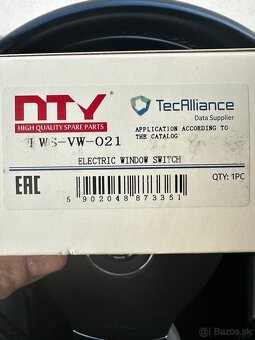 NTY
HIGH QUALITY SPARE PARTS
TecAlliance
Data Supplier
APPLICATION ACCORDING TO
THE CATALOG
EWS-VW-021
ELECTRIC WINDOW SWITCH
EAC
QTY: 1PC
5 902048 873361
bazos.sk